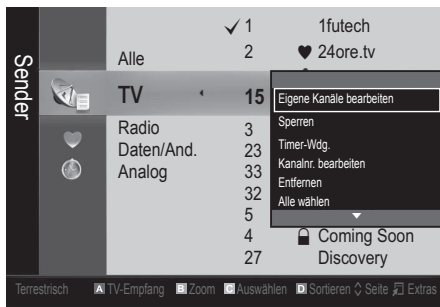 Sender
✓ 1 1futech
Alle 2 ♥ 24ore.tv
TV 15
Radio 3
Daten/And. 23
Analog 33
32
5
4 Coming Soon
27 Discovery
Eigene Kanäle bearbeiten
Sperren
Timer-Wdg.
Kanalnr. bearbeiten
Entfernen
Alle wählen
Terrestrisch A TV-Empfang B Zoom C Auswählen D Sortieren Seite Extras